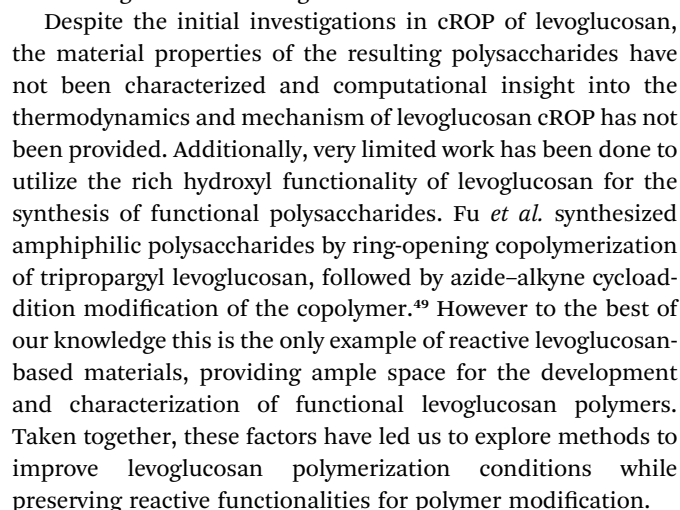 Despite the initial investigations in cROP of levoglucosan,
the material properties of the resulting polysaccharides have
not been characterized and computational insight into the
thermodynamics and mechanism of levoglucosan cROP has not
been provided. Additionally, very limited work has been done to
utilize the rich hydroxyl functionality of levoglucosan for the
synthesis of functional polysaccharides. Fu et al. synthesized
amphiphilic polysaccharides by ring-opening copolymerization
of tripropargyl levoglucosan, followed by azide–alkyne cycload-
dition modification of the copolymer.⁴⁹ However to the best of
our knowledge this is the only example of reactive levoglucosan-
based materials, providing ample space for the development
and characterization of functional levoglucosan polymers.
Taken together, these factors have led us to explore methods to
improve levoglucosan polymerization conditions while
preserving reactive functionalities for polymer modification.